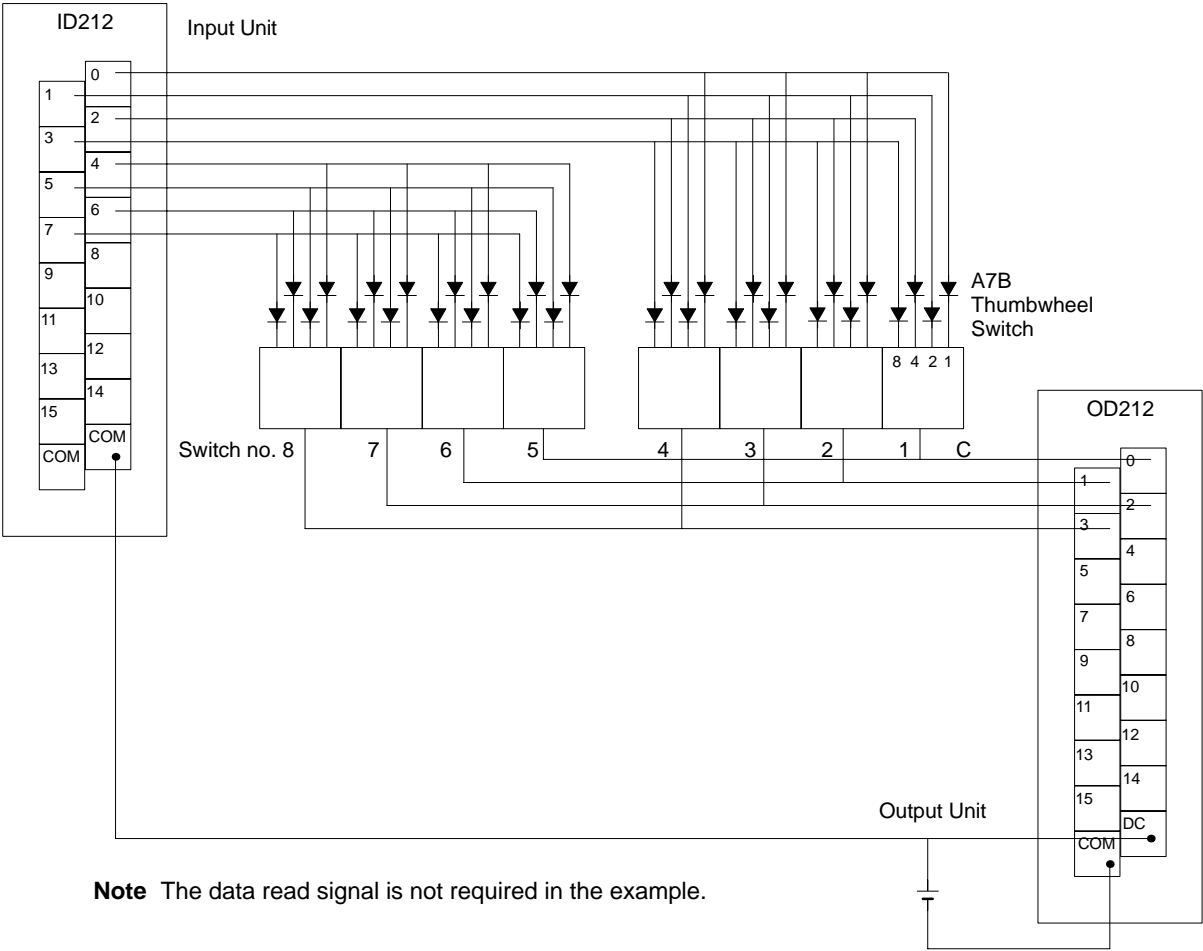 ID212
Input Unit
0
1
2
3
4
5
6
7
8
9
10
11
12
13
14
15
COM
COM
A7B
Thumbwheel
Switch
8 4 2 1
Switch no. 8 7 6 5 4 3 2 1 C
OD212
0
1
2
3
4
5
6
7
8
9
10
11
12
13
14
15
DC
COM
Output Unit
Note The data read signal is not required in the example.